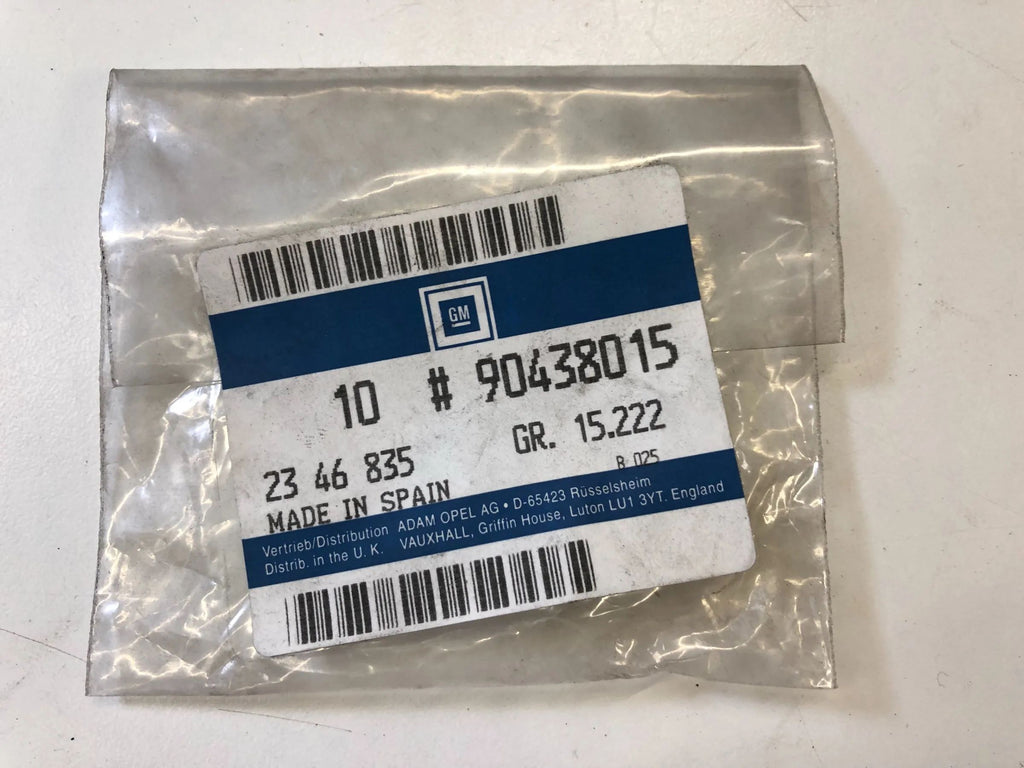 GM
10 # 90438015
GR. 15.222
23 46 835
B 025
MADE IN SPAIN
Vertrieb/Distribution ADAM OPEL AG • D-65423 Rüsselsheim
Distrib. in the U. K. VAUXHALL, Griffin House, Luton LU1 3YT. England